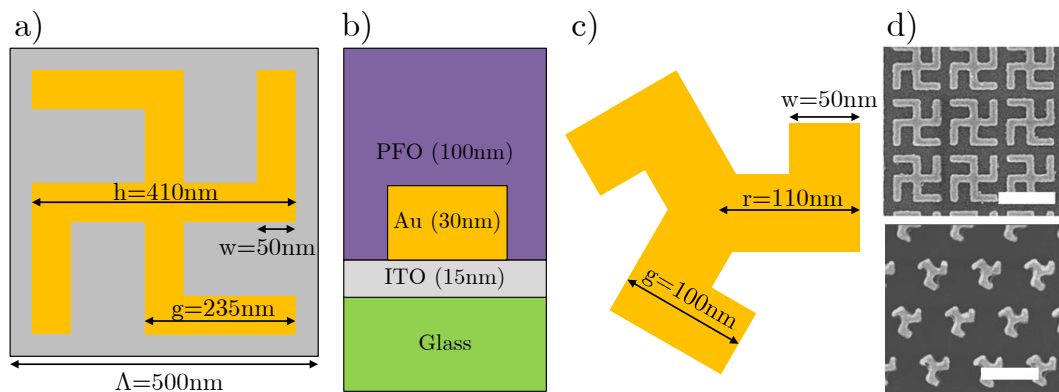 a)
h=410nm
w=50nm
g=235nm
Λ=500nm
b)
PFO (100nm)
Au (30nm)
ITO (15nm)
Glass
c)
w=50nm
r=110nm
g=100nm
d)